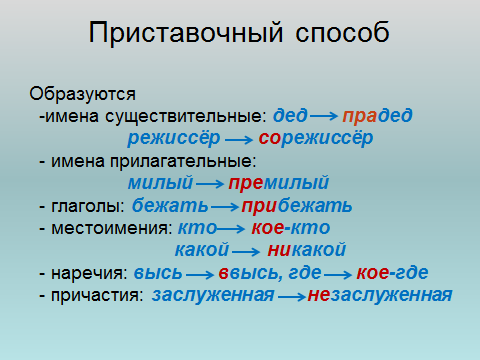 Приставочный способ
Образуются
-имена существительные: дед → прадед
режиссёр → сорежиссёр
- имена прилагательные:
милый → премилый
- глаголы: бежать → прибежать
- местоимения: кто → кое-кто
какой → никакой
- наречия: высь → ввысь, где → кое-где
- причастия: заслуженная → незаслуженная